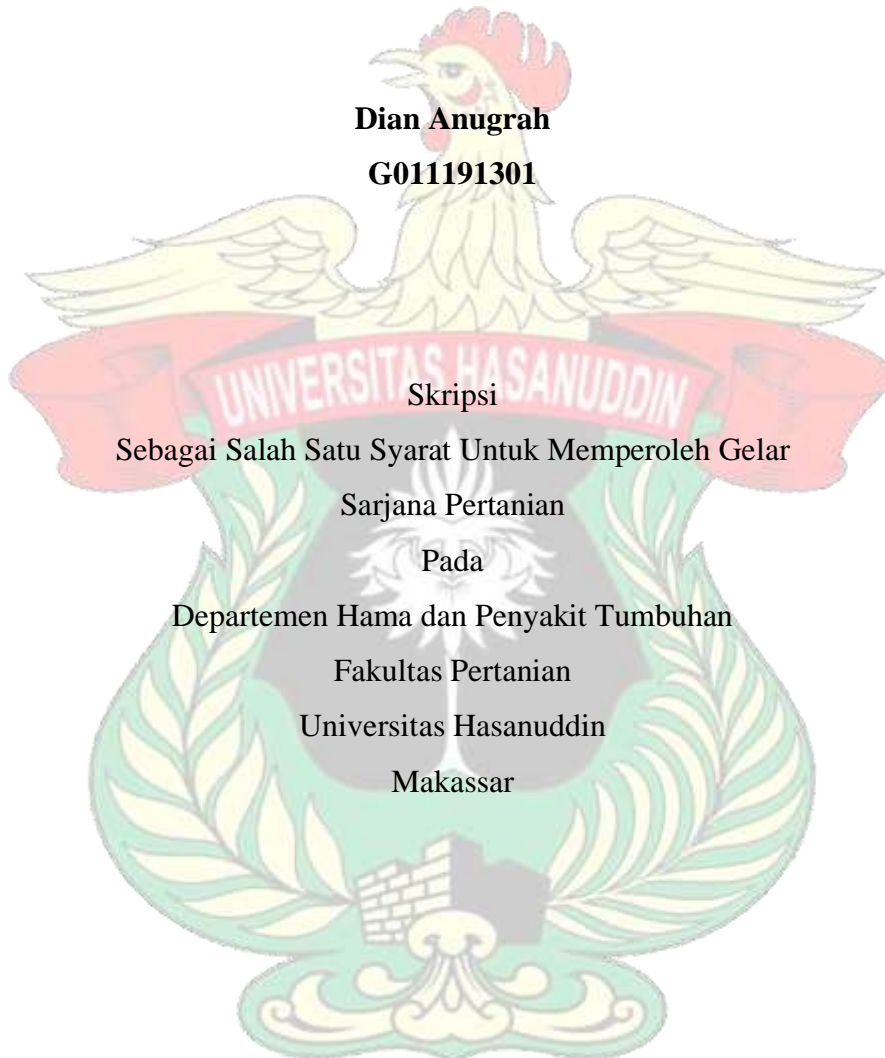 Dian Anugrah
G011191301
UNIVERSITAS HASANUDDIN
Skripsi
Sebagai Salah Satu Syarat Untuk Memperoleh Gelar
Sarjana Pertanian
Pada
Departemen Hama dan Penyakit Tumbuhan
Fakultas Pertanian
Universitas Hasanuddin
Makassar